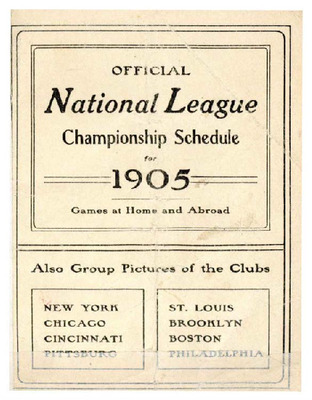 OFFICIAL
National League
Championship Schedule
for
1905
Games at Home and Abroad
Also Group Pictures of the Clubs
NEW YORK
CHICAGO
CINCINNATI
PITTSBURG
ST. LOUIS
BROOKLYN
BOSTON
PHILADELPHIA